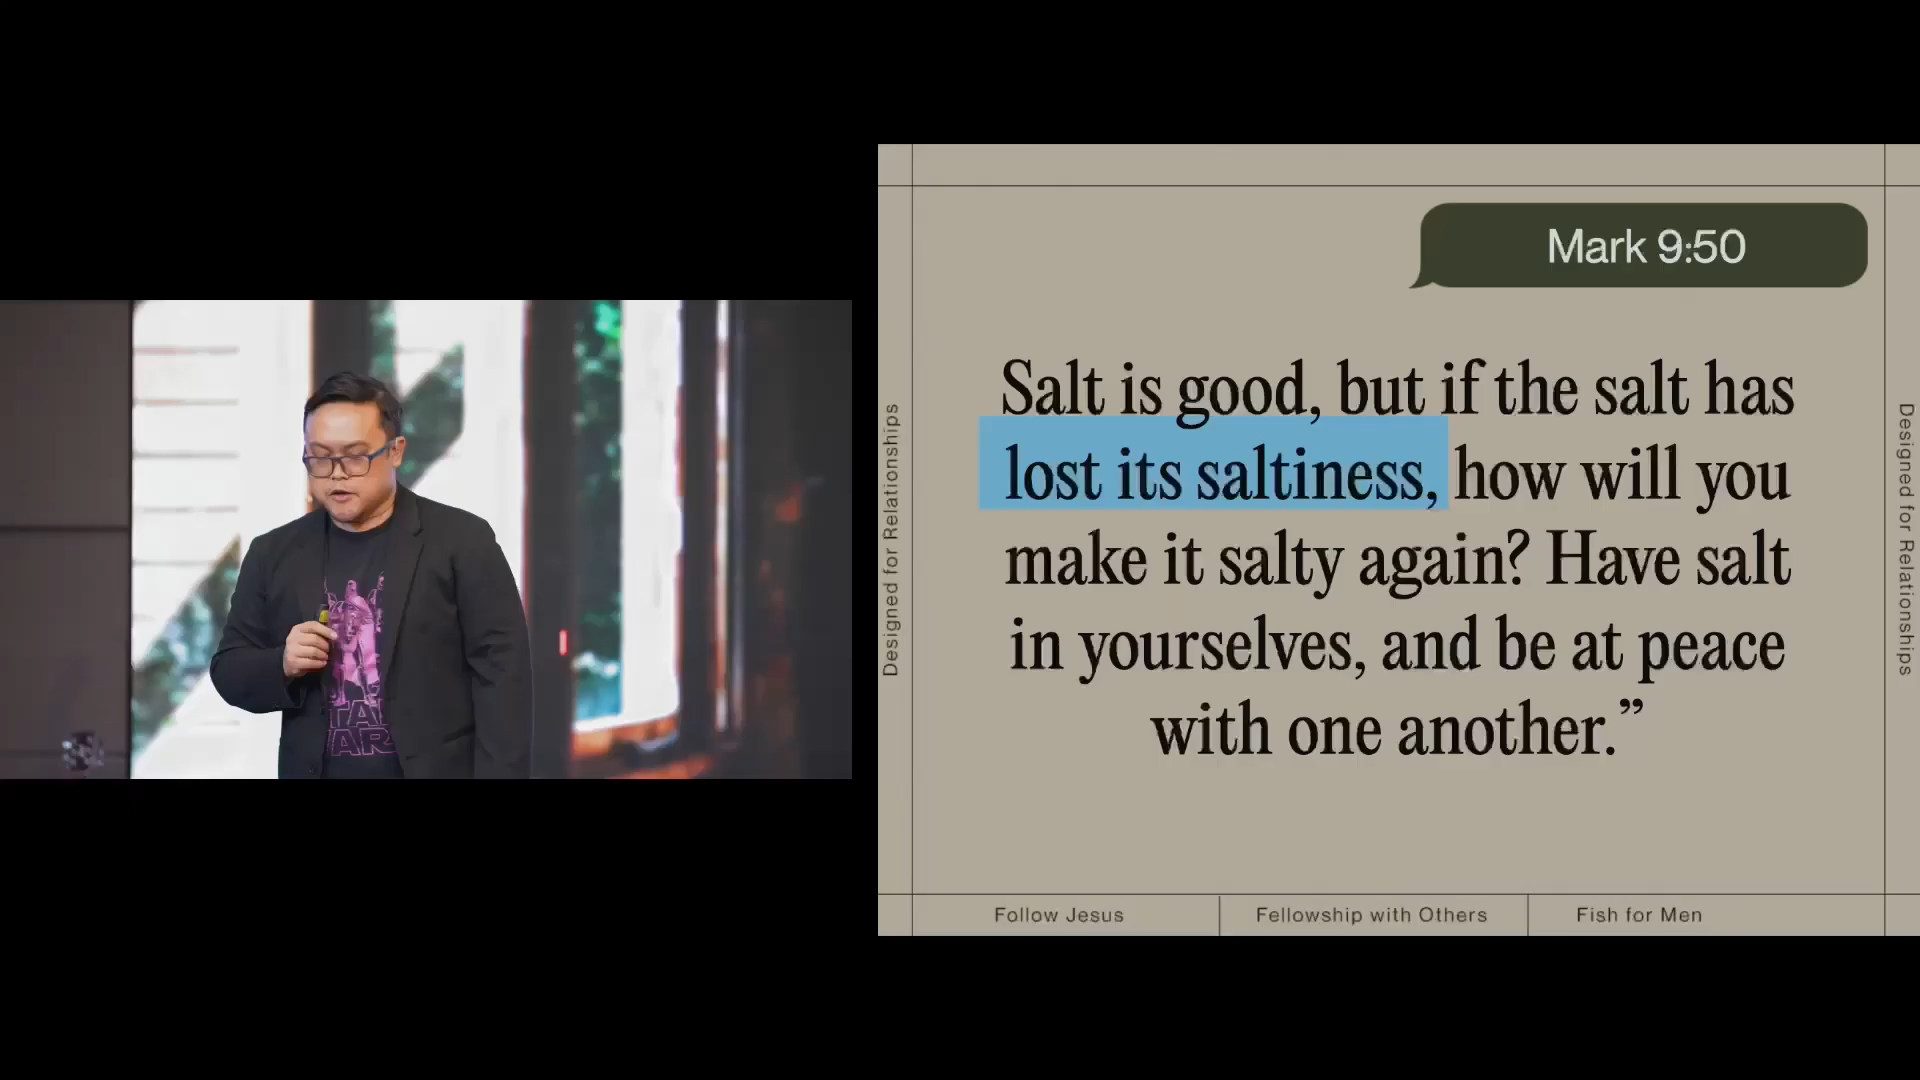 Mark 9:50
Salt is good, but if the salt has
lost its saltiness, how will you
make it salty again? Have salt
in yourselves, and be at peace
with one another.”
Designed for Relationships
Designed for Relationships
Follow Jesus
Fellowship with Others
Fish for Men